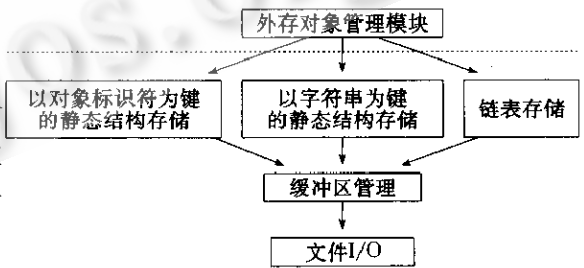 外存对象管理模块
以对象标识符为键
的静态结构存储
以字符串为键
的静态结构存储
链表存储
缓冲区管理
文件I/O